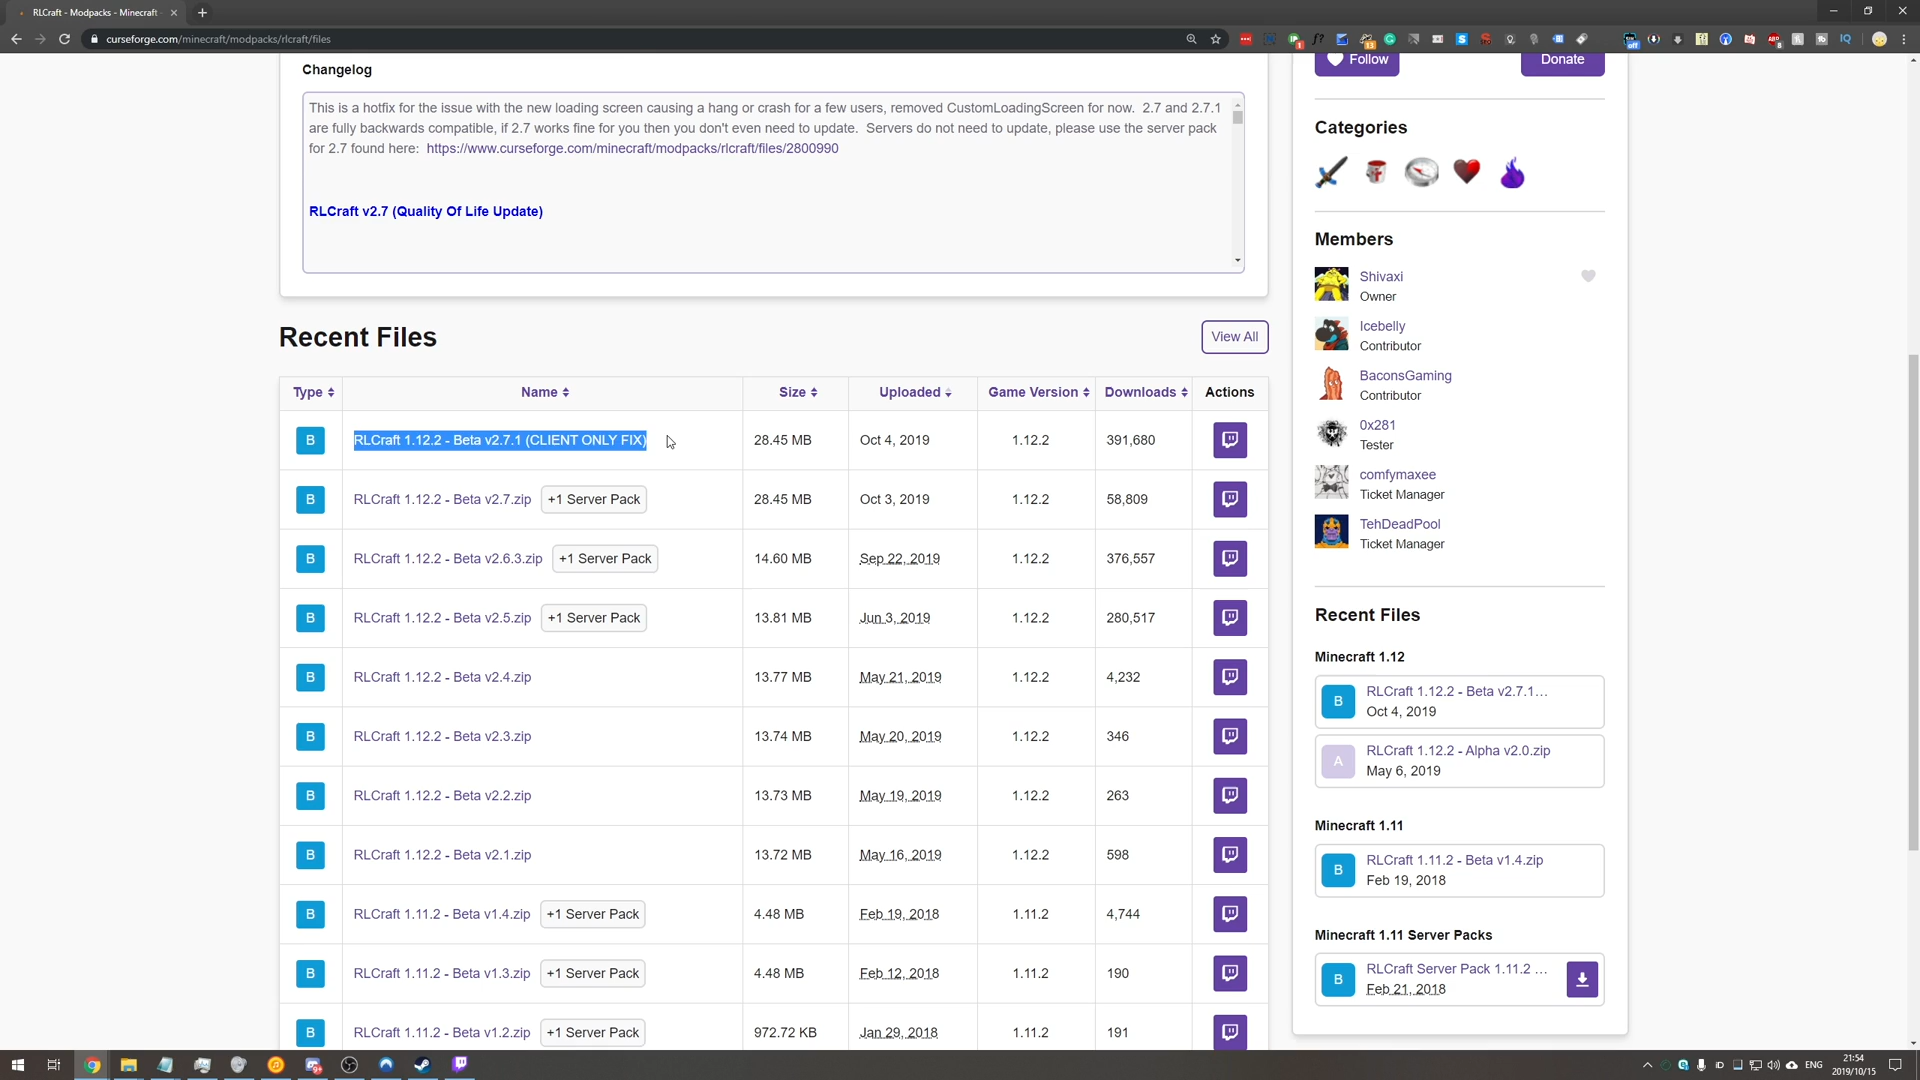 RLCraft - Modpacks - Minecraft
curseforge.com/minecraft/modpacks/rlcraft/files
Changelog
This is a hotfix for the issue with the new loading screen causing a hang or crash for a few users, removed CustomLoadingScreen for now.  2.7 and 2.7.1
are fully backwards compatible, if 2.7 works fine for you then you don't even need to update.  Servers do not need to update, please use the server pack
for 2.7 found here:  https://www.curseforge.com/minecraft/modpacks/rlcraft/files/2800990
RLCraft v2.7 (Quality Of Life Update)
Recent Files
View All
Type Name Size Uploaded Game Version Downloads Actions
B RLCraft 1.12.2 - Beta v2.7.1 (CLIENT ONLY FIX) 28.45 MB Oct 4, 2019 1.12.2 391,680
B RLCraft 1.12.2 - Beta v2.7.zip +1 Server Pack 28.45 MB Oct 3, 2019 1.12.2 58,809
B RLCraft 1.12.2 - Beta v2.6.3.zip +1 Server Pack 14.60 MB Sep 22, 2019 1.12.2 376,557
B RLCraft 1.12.2 - Beta v2.5.zip +1 Server Pack 13.81 MB Jun 3, 2019 1.12.2 280,517
B RLCraft 1.12.2 - Beta v2.4.zip 13.77 MB May 21, 2019 1.12.2 4,232
B RLCraft 1.12.2 - Beta v2.3.zip 13.74 MB May 20, 2019 1.12.2 346
B RLCraft 1.12.2 - Beta v2.2.zip 13.73 MB May 19, 2019 1.12.2 263
B RLCraft 1.12.2 - Beta v2.1.zip 13.72 MB May 16, 2019 1.12.2 598
B RLCraft 1.11.2 - Beta v1.4.zip +1 Server Pack 4.48 MB Feb 19, 2018 1.11.2 4,744
B RLCraft 1.11.2 - Beta v1.3.zip +1 Server Pack 4.48 MB Feb 12, 2018 1.11.2 190
B RLCraft 1.11.2 - Beta v1.2.zip +1 Server Pack 972.72 KB Jan 29, 2018 1.11.2 191
Follow
Donate
Categories
Members
Shivaxi
Owner
Icebelly
Contributor
BaconsGaming
Contributor
0x281
Tester
comfymaxee
Ticket Manager
TehDeadPool
Ticket Manager
Recent Files
Minecraft 1.12
B RLCraft 1.12.2 - Beta v2.7.1...
Oct 4, 2019
A RLCraft 1.12.2 - Alpha v2.0.zip
May 6, 2019
Minecraft 1.11
B RLCraft 1.11.2 - Beta v1.4.zip
Feb 19, 2018
Minecraft 1.11 Server Packs
B RLCraft Server Pack 1.11.2 ...
Feb 21, 2018
ENG
21:54
2019/10/15